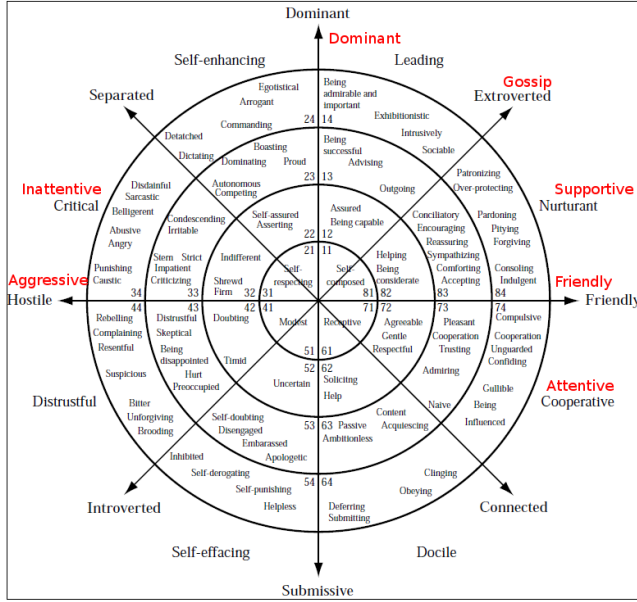 Dominant
Dominant
Self-enhancing
Leading
Egotistical
Arrogant
Being
admirable and
important
Gossip
Extroverted
Separated
Exhibitionistic
Commanding
24 14
Intrusively
Detatched
Boasting
Being
successful
Sociable
Dictating
Dominating
Proud
Advising
Patronizing
23 13
Over-protecting
Inattentive
Critical
Disdainful
Sarcastic
Autonomous
Competing
Outgoing
Supportive
Nurturant
Belligerent
Condescending
Irritable
Self-assured
Asserting
Assured
Being capable
Conciliatory
Encouraging
Reassuring
Sympathizing
Pardoning
Pitying
Forgiving
Abusive
Angry
22 12
21 11
Stern Strict
Impatient
Criticizing
Indifferent
Helping
Being
considerate
Comforting
Accepting
Consoling
Indulgent
Punishing
Caustic
Shrewd
Firm
Self-
respecting
Self-
composed
Aggressive
Hostile
34 33 32 31 81 82 83 84
Friendly
Friendly
44 43 42 41 71 72 73 74
Rebelling
Complaining
Resentful
Distrustful
Skeptical
Doubting
Modest
Receptive
Agreeable
Gentle
Respectful
Pleasant
Cooperation
Trusting
Compulsive
Cooperation
Unguarded
Confiding
Being
disappointed
51 61
Timid
52 62
Admiring
Suspicious
Hurt
Preoccupied
Uncertain
Soliciting
Help
Attentive
Cooperative
Gullible
Being
Influenced
Distrustful
Bitter
Unforgiving
Brooding
Naive
Self-doubting
Disengaged
Embarassed
Apologetic
53 63
Passive
Ambitionless
Content
Acquiescing
Inhibited
Self-derogating
Clinging
Self-punishing
54 64
Obeying
Introverted
Helpless
Deferring
Submitting
Connected
Self-effacing
Docile
Submissive